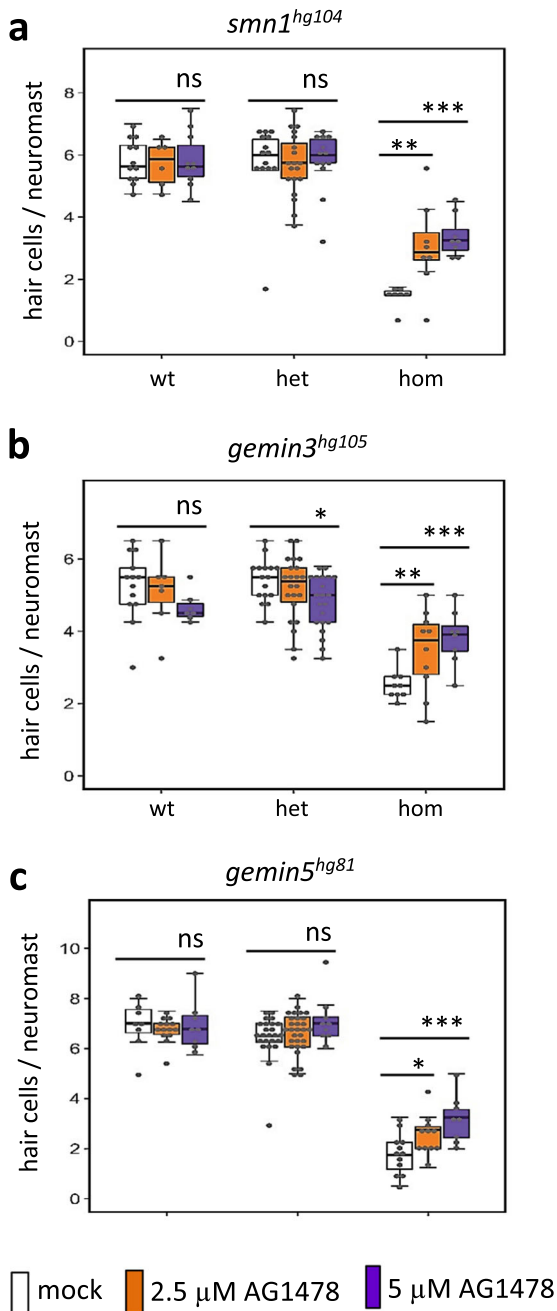 a
smn1hg104
hair cells / neuromast
8
6
4
2
0
ns
ns
**
***
wt
het
hom
b
gemin3hg105
hair cells / neuromast
6
4
2
0
ns
*
**
***
wt
het
hom
c
gemin5hg81
hair cells / neuromast
10
8
6
4
2
0
ns
ns
*
***
mock
2.5 μM AG1478
5 μM AG1478